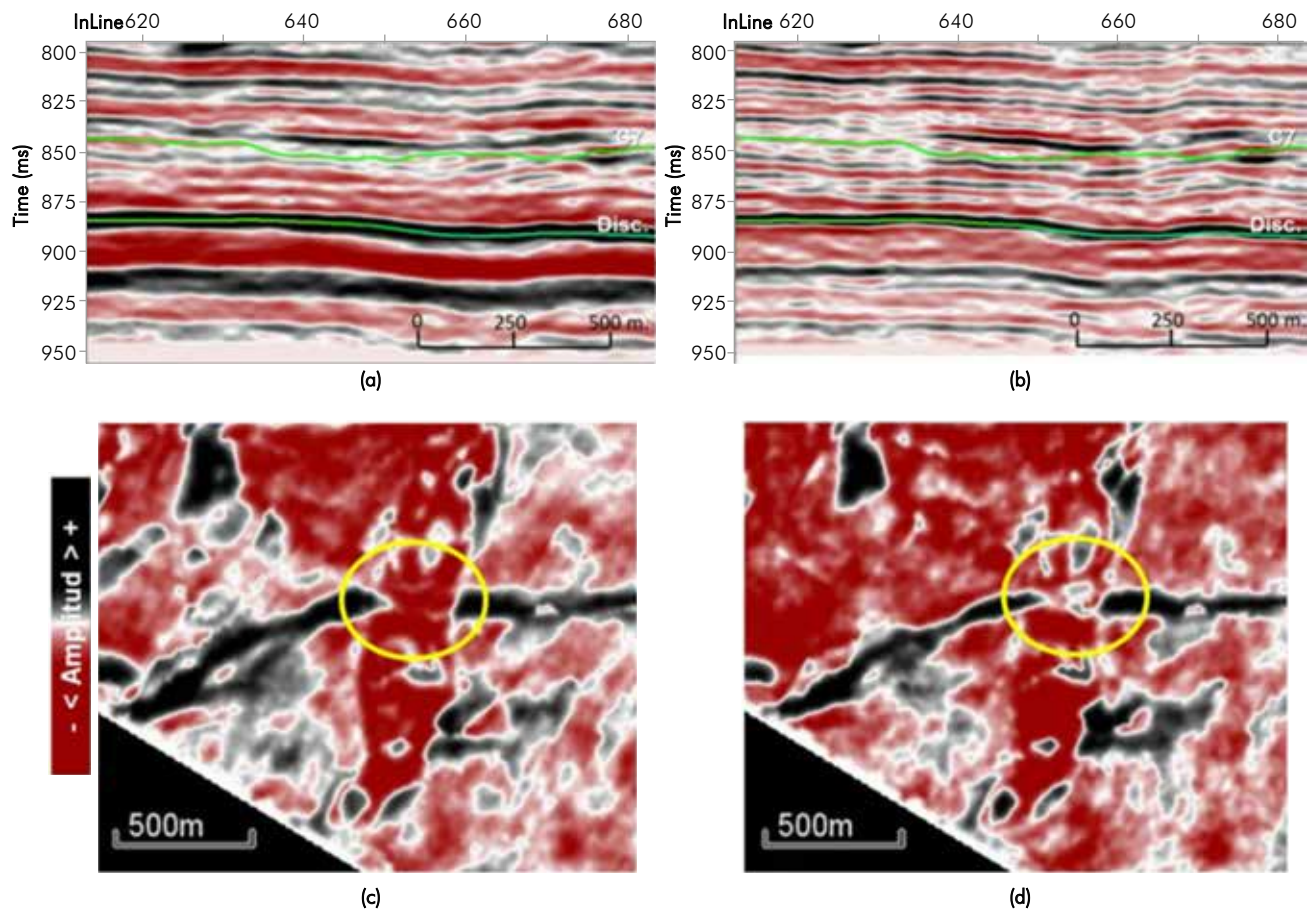 InLine 620 640 660 680
800
825
850
875
900
925
950
Time (ms)
C7
Disc.
0 250 500 m.
(a)
InLine 620 640 660 680
800
825
850
875
900
925
950
Time (ms)
C7
Disc.
0 250 500 m.
(b)
- < Amplitud > +
500m
(c)
500m
(d)